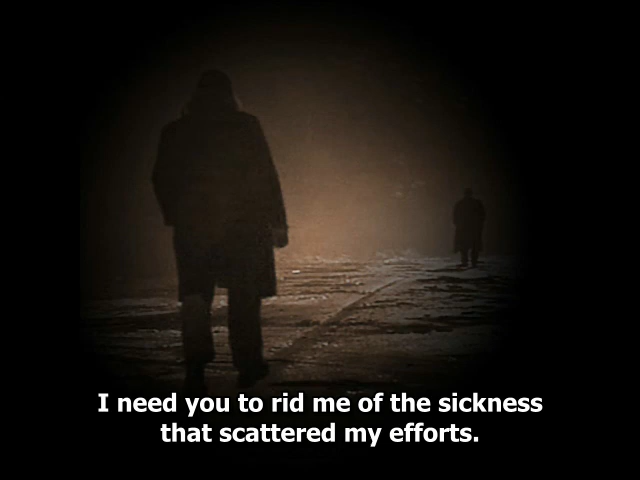 I need you to rid me of the sickness
that scattered my efforts.